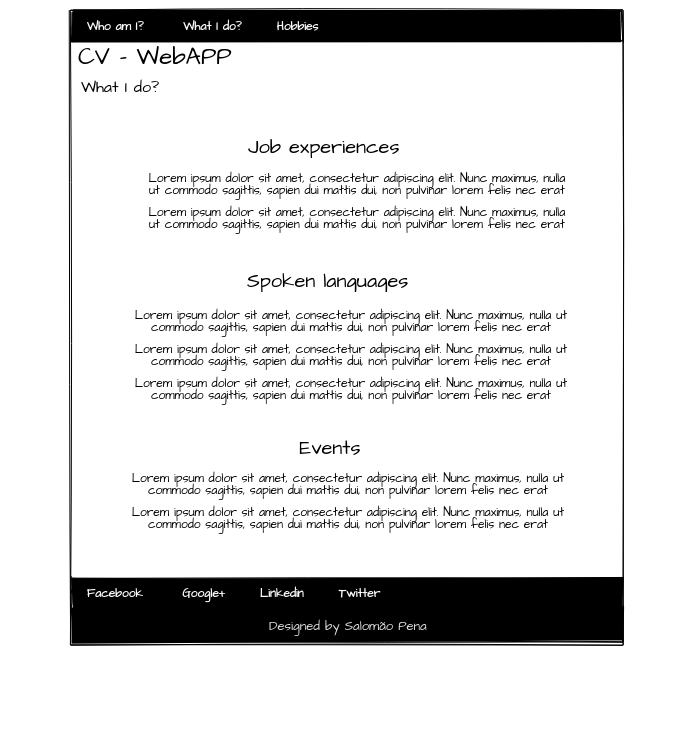 Who am I? What I do? Hobbies
CV - WebAPP
What I do?
Job experiences
Lorem ipsum dolor sit amet, consectetur adipiscing elit. Nunc maximus, nulla
ut commodo sagittis, sapien dui mattis dui, non pulvinar lorem felis nec erat
Lorem ipsum dolor sit amet, consectetur adipiscing elit. Nunc maximus, nulla
ut commodo sagittis, sapien dui mattis dui, non pulvinar lorem felis nec erat
Spoken languages
Lorem ipsum dolor sit amet, consectetur adipiscing elit. Nunc maximus, nulla ut
commodo sagittis, sapien dui mattis dui, non pulvinar lorem felis nec erat
Lorem ipsum dolor sit amet, consectetur adipiscing elit. Nunc maximus, nulla ut
commodo sagittis, sapien dui mattis dui, non pulvinar lorem felis nec erat
Lorem ipsum dolor sit amet, consectetur adipiscing elit. Nunc maximus, nulla ut
commodo sagittis, sapien dui mattis dui, non pulvinar lorem felis nec erat
Events
Lorem ipsum dolor sit amet, consectetur adipiscing elit. Nunc maximus, nulla ut
commodo sagittis, sapien dui mattis dui, non pulvinar lorem felis nec erat
Lorem ipsum dolor sit amet, consectetur adipiscing elit. Nunc maximus, nulla ut
commodo sagittis, sapien dui mattis dui, non pulvinar lorem felis nec erat
Facebook Google+ Linkedin Twitter
Designed by Salomão Pena